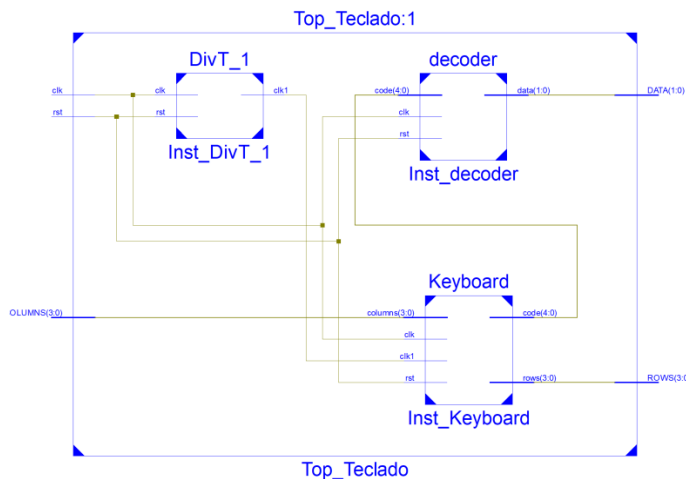 Top_Teclado:1
DivT_1
decoder
clk
clk
clk1
code(4:0)
data(1:0)
DATA(1:0)
clk
rst
rst
rst
Inst_DivT_1
Inst_decoder
Keyboard
OLUMNS(3:0)
columns(3:0)
code(4:0)
clk
clk1
rst
rows(3:0)
ROWS(3:0
Inst_Keyboard
Top_Teclado